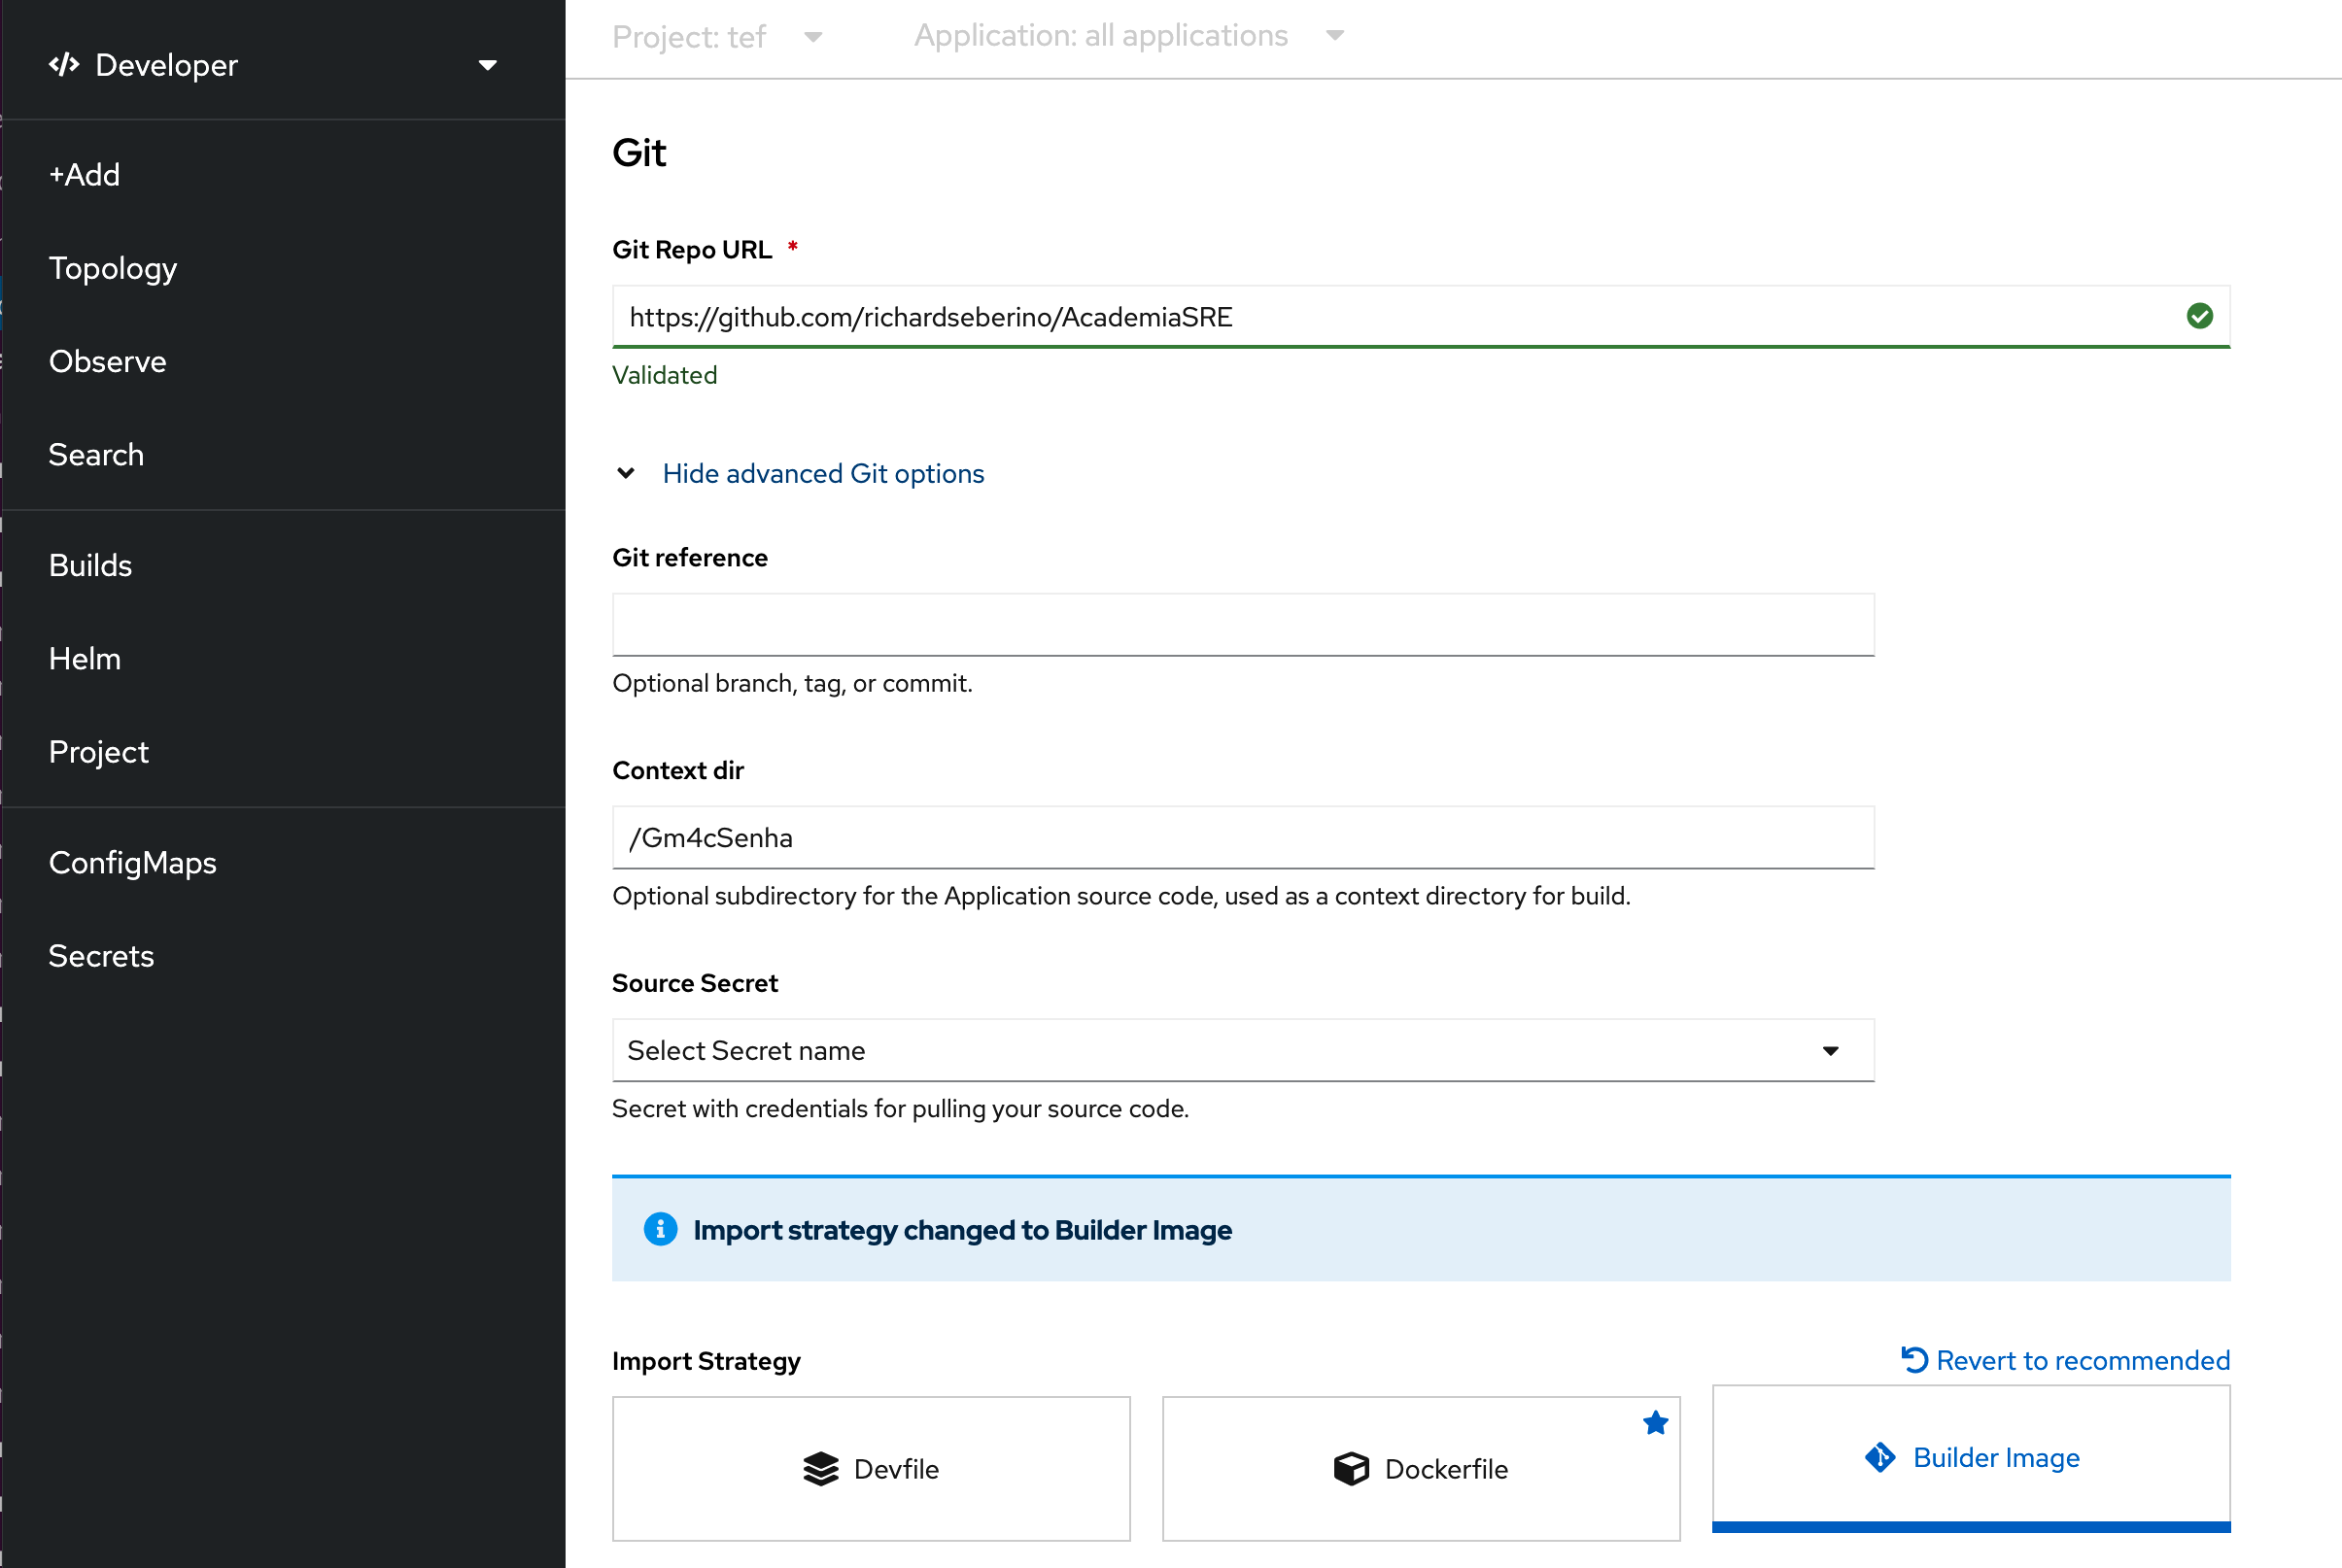 Developer
+Add
Topology
Observe
Search
Builds
Helm
Project
ConfigMaps
Secrets
Project: tef
Application: all applications
Git
Git Repo URL *
https://github.com/richardseberino/AcademiaSRE
Validated
Hide advanced Git options
Git reference
Optional branch, tag, or commit.
Context dir
/Gm4cSenha
Optional subdirectory for the Application source code, used as a context directory for build.
Source Secret
Select Secret name
Secret with credentials for pulling your source code.
Import strategy changed to Builder Image
Import Strategy
Revert to recommended
Devfile
Dockerfile
Builder Image